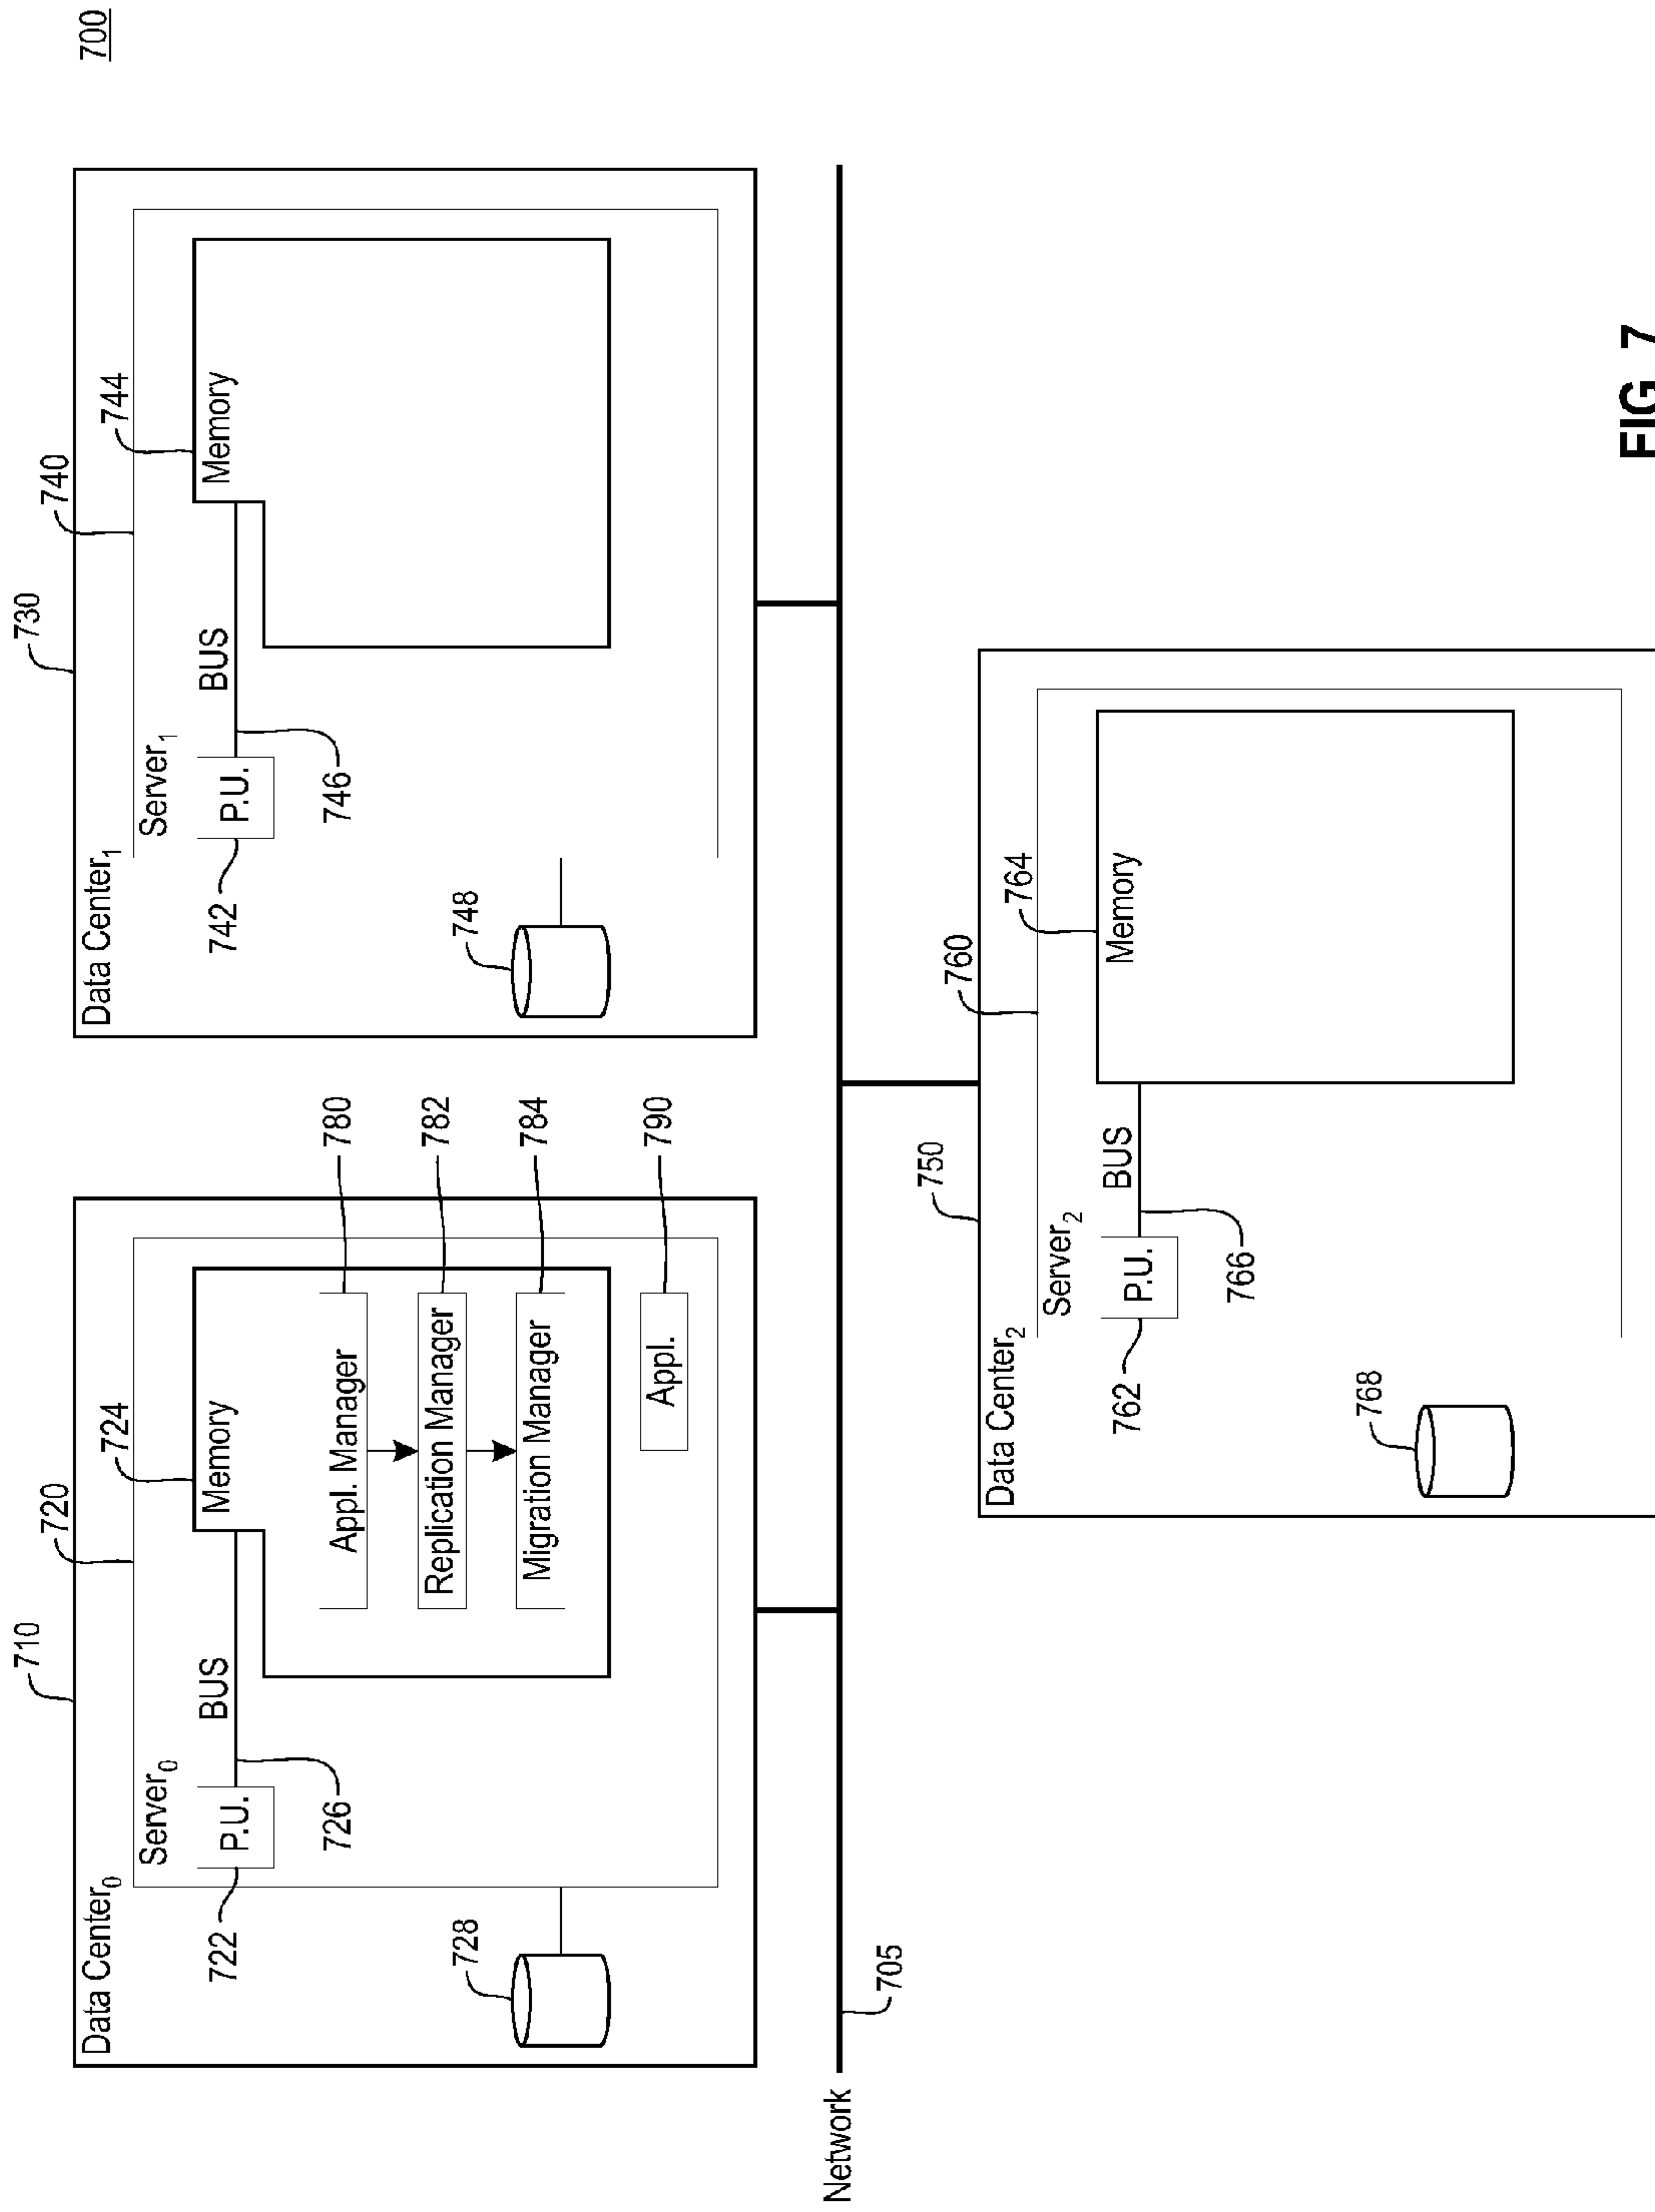 700
710
720
724
Data Center0
Server0
BUS
Memory
722
P.U.
726
Appl. Manager
780
Replication Manager
782
Migration Manager
784
728
Appl.
790
730
740
744
Data Center1
Server1
BUS
Memory
742
P.U.
746
748
Network
705
750
760
764
Data Center2
Server2
BUS
Memory
762
P.U.
766
768
FIG. 7